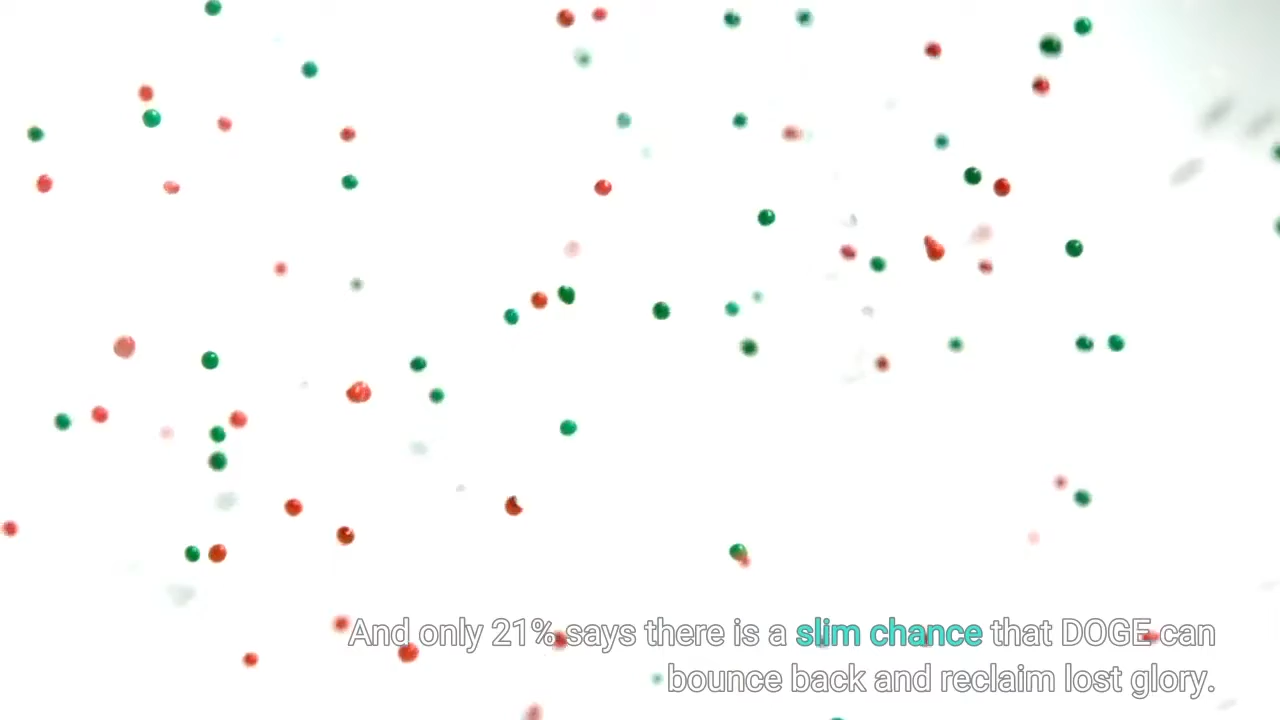 And only 21% says there is a slim chance that DOGE can
bounce back and reclaim lost glory.